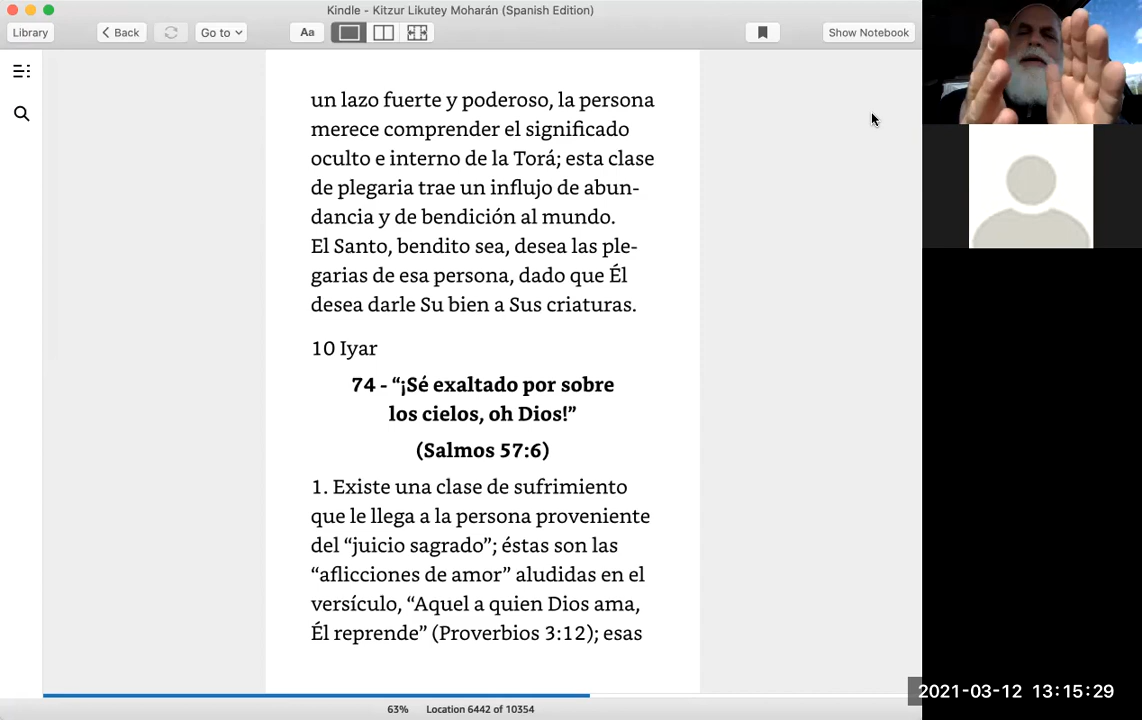 Kindle - Kitzur Likutey Moharán (Spanish Edition)
Library
Back
Go to
Aa
Show Notebook
un lazo fuerte y poderoso, la persona
merece comprender el significado
oculto e interno de la Torá; esta clase
de plegaria trae un influjo de abun-
dancia y de bendición al mundo.
El Santo, bendito sea, desea las ple-
garias de esa persona, dado que Él
desea darle Su bien a Sus criaturas.
10 Iyar
74 - “¡Sé exaltado por sobre
los cielos, oh Dios!”
(Salmos 57:6)
1. Existe una clase de sufrimiento
que le llega a la persona proveniente
del “juicio sagrado”; éstas son las
“aflicciones de amor” aludidas en el
versículo, “Aquel a quien Dios ama,
Él reprende” (Proverbios 3:12); esas
63% Location 6442 of 10354
2021-03-12 13:15:29